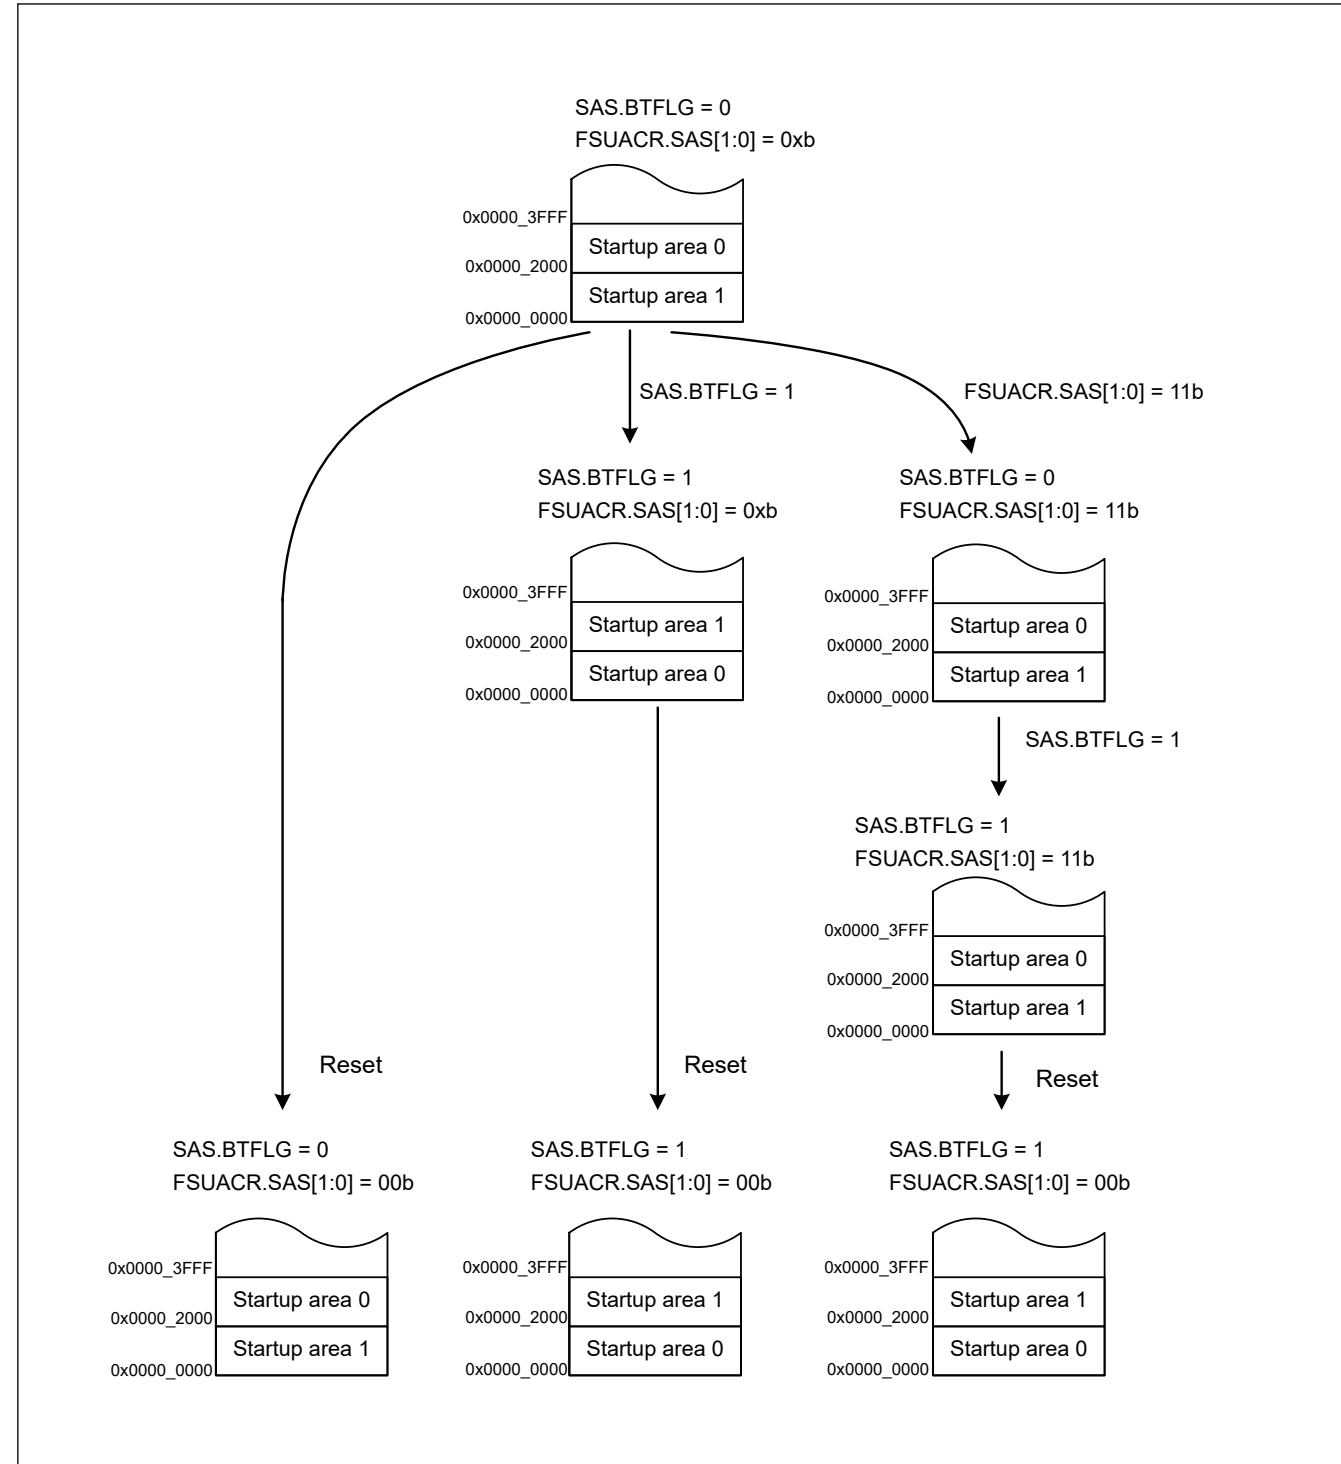 SAS.BTFLG = 0
FSUACR.SAS[1:0] = 0xb
0x0000_3FFF
Startup area 0
0x0000_2000
Startup area 1
0x0000_0000
SAS.BTFLG = 1
FSUACR.SAS[1:0] = 11b
SAS.BTFLG = 1
FSUACR.SAS[1:0] = 0xb
0x0000_3FFF
Startup area 1
0x0000_2000
Startup area 0
0x0000_0000
SAS.BTFLG = 0
FSUACR.SAS[1:0] = 11b
0x0000_3FFF
Startup area 0
0x0000_2000
Startup area 1
0x0000_0000
SAS.BTFLG = 1
SAS.BTFLG = 1
FSUACR.SAS[1:0] = 11b
0x0000_3FFF
Startup area 0
0x0000_2000
Startup area 1
0x0000_0000
Reset
Reset
Reset
SAS.BTFLG = 0
FSUACR.SAS[1:0] = 00b
0x0000_3FFF
Startup area 0
0x0000_2000
Startup area 1
0x0000_0000
SAS.BTFLG = 1
FSUACR.SAS[1:0] = 00b
0x0000_3FFF
Startup area 1
0x0000_2000
Startup area 0
0x0000_0000
SAS.BTFLG = 1
FSUACR.SAS[1:0] = 00b
0x0000_3FFF
Startup area 1
0x0000_2000
Startup area 0
0x0000_0000